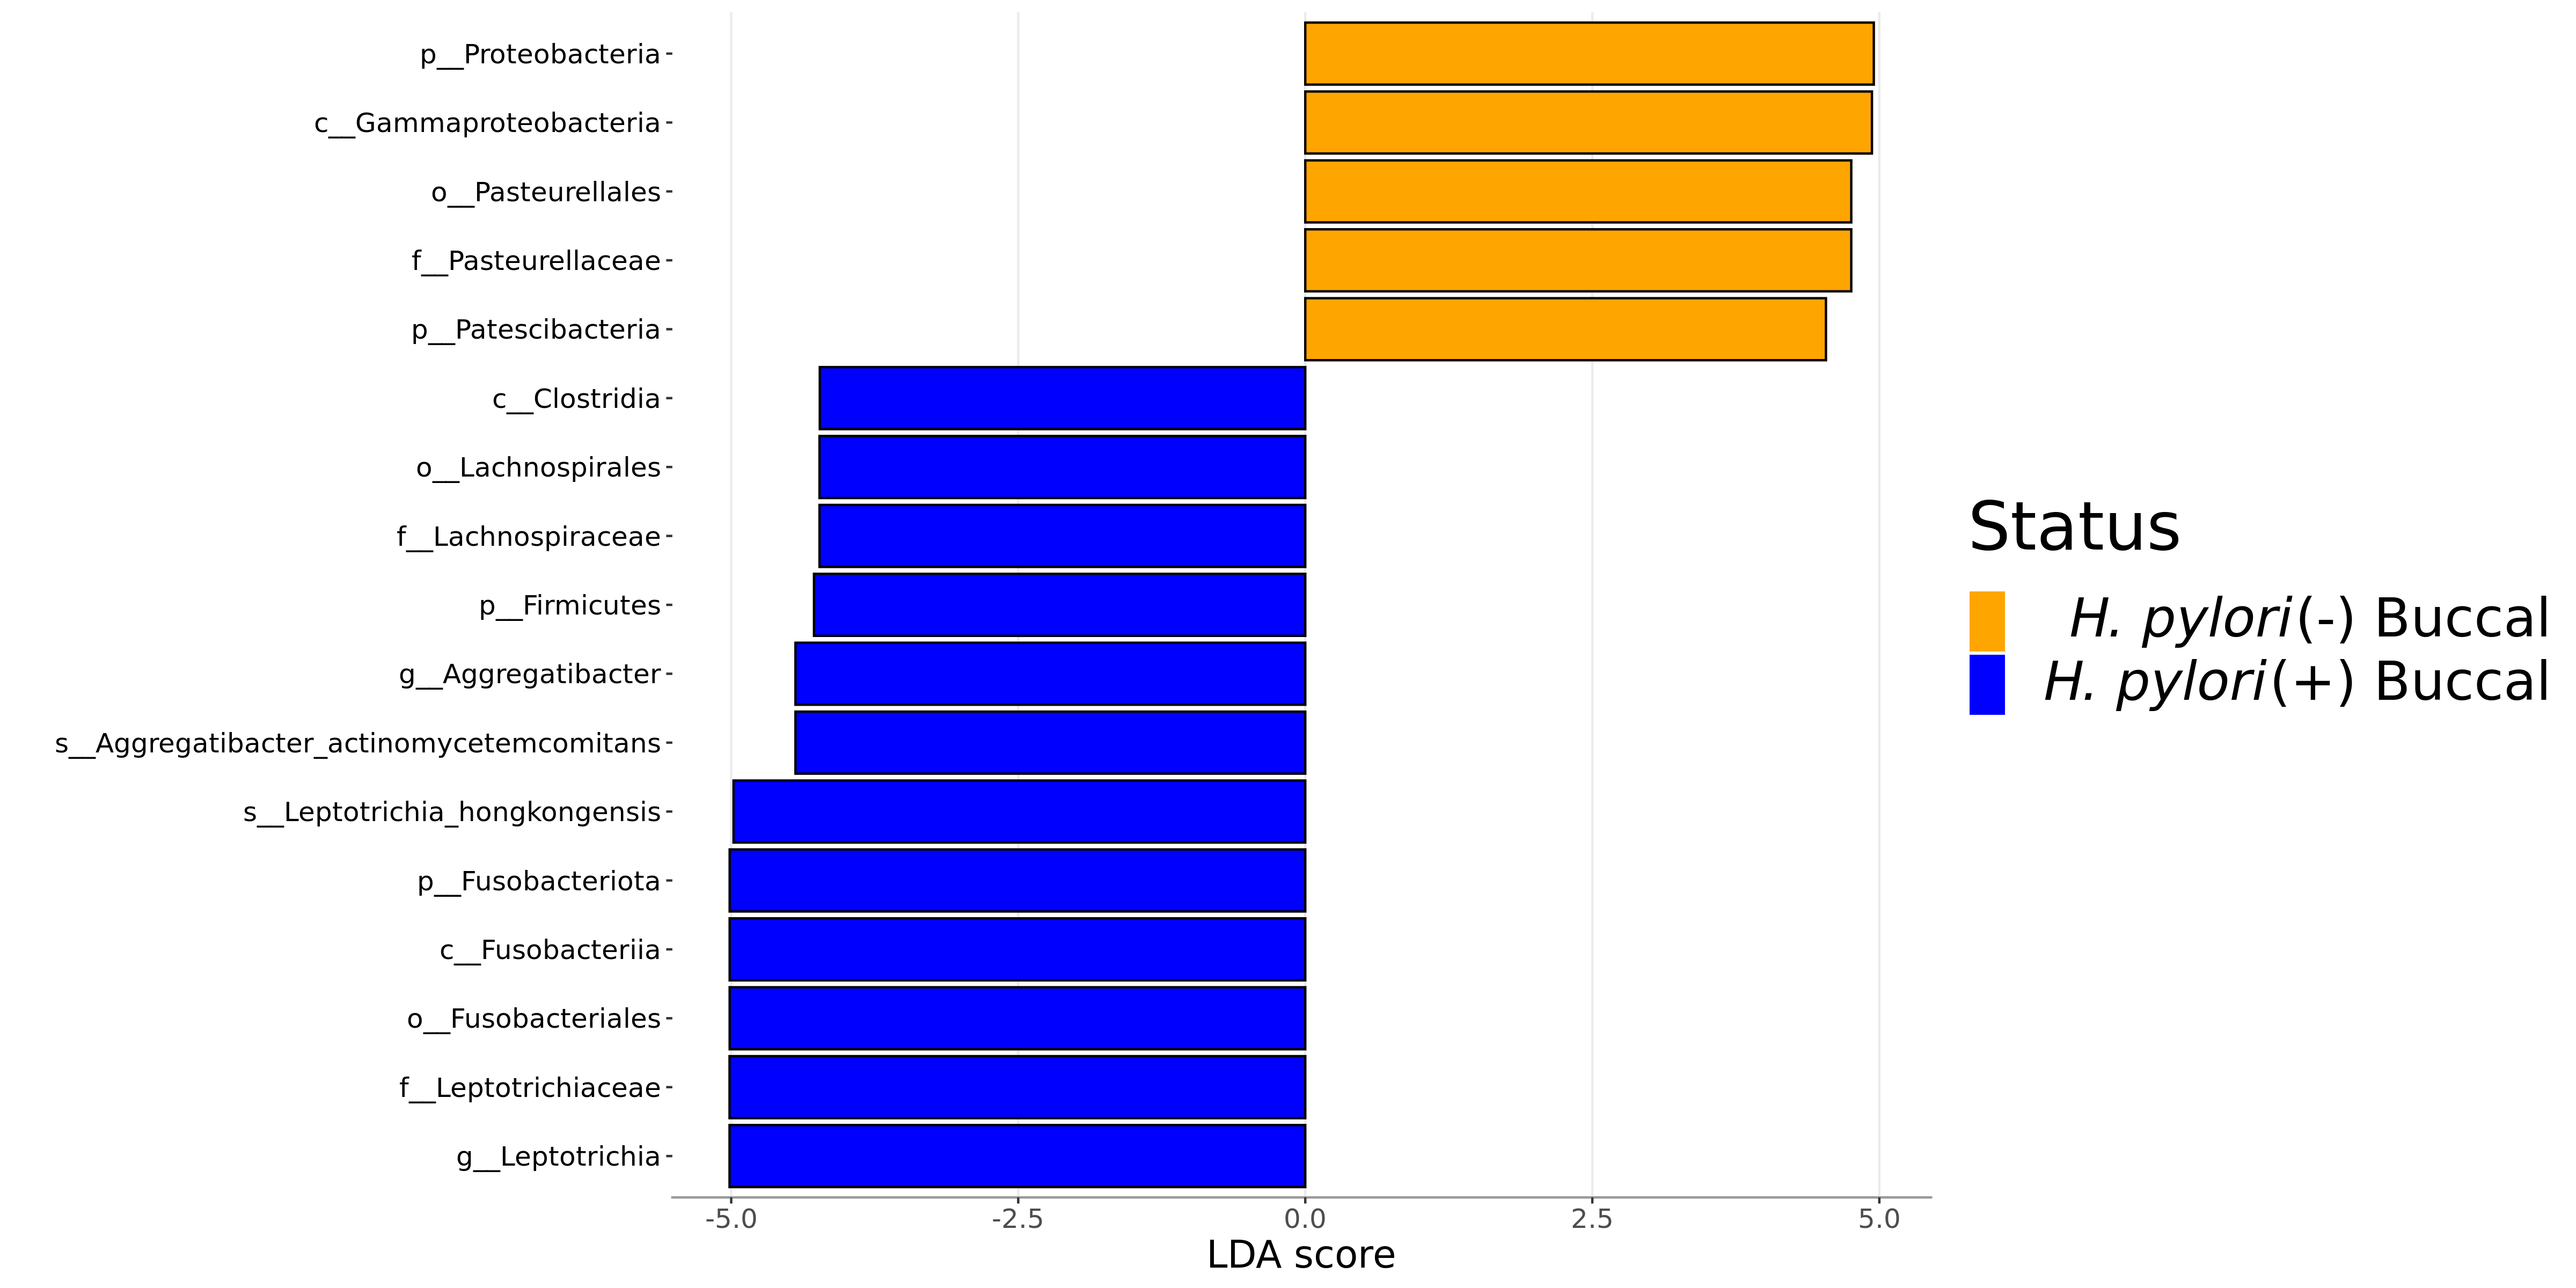 p__Proteobacteria
c__Gammaproteobacteria
o__Pasteurellales
f__Pasteurellaceae
p__Patescibacteria
c__Clostridia
o__Lachnospirales
f__Lachnospiraceae
p__Firmicutes
g__Aggregatibacter
s__Aggregatibacter_actinomycetemcomitans
s__Leptotrichia_hongkongensis
p__Fusobacteriota
c__Fusobacteriia
o__Fusobacteriales
f__Leptotrichiaceae
g__Leptotrichia
-5.0 -2.5 0.0 2.5 5.0
LDA score
Status
H. pylori(-) Buccal
H. pylori(+) Buccal